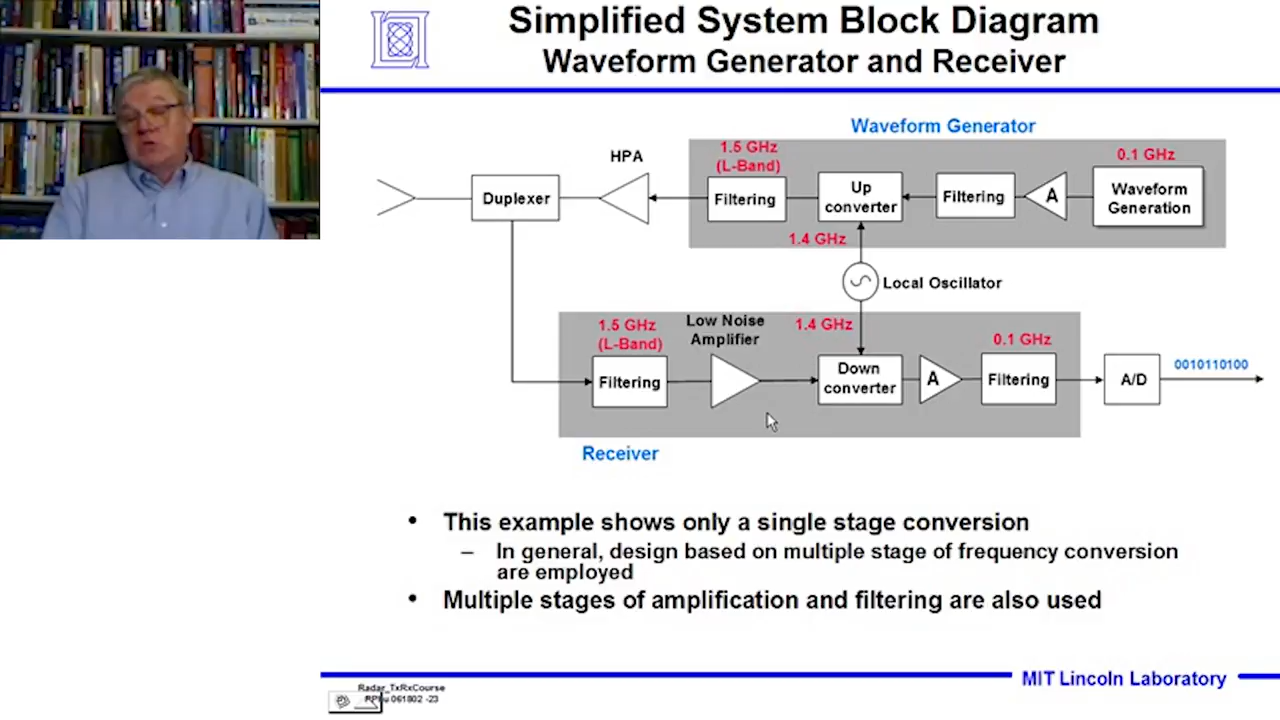 Simplified System Block Diagram
Waveform Generator and Receiver
Waveform Generator
HPA
1.5 GHz
(L-Band)
0.1 GHz
Duplexer
Filtering
Up
converter
Filtering
A
Waveform
Generation
1.4 GHz
Local Oscillator
1.5 GHz
(L-Band)
Low Noise
Amplifier
1.4 GHz
0.1 GHz
Filtering
Down
converter
A
Filtering
A/D
0010110100
Receiver
• This example shows only a single stage conversion
– In general, design based on multiple stage of frequency conversion
are employed
• Multiple stages of amplification and filtering are also used
MIT Lincoln Laboratory
Radar_TxRxCourse
061802 -23